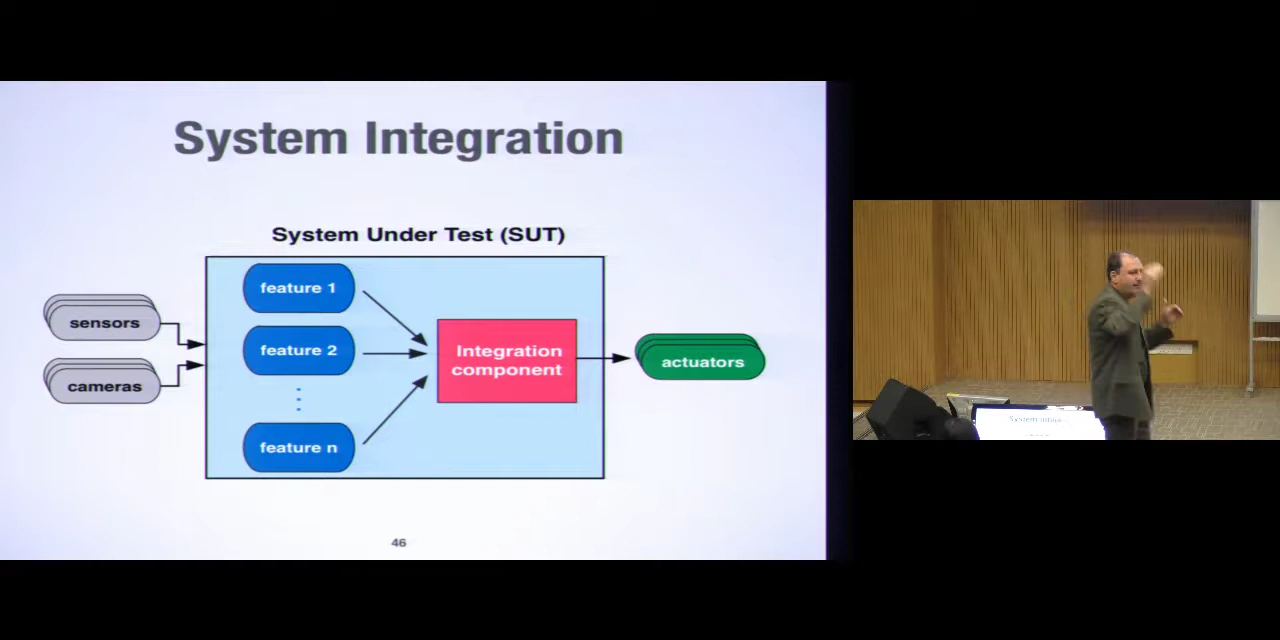 System Integration
System Under Test (SUT)
sensors
cameras
feature 1
feature 2
feature n
Integration
component
actuators
46